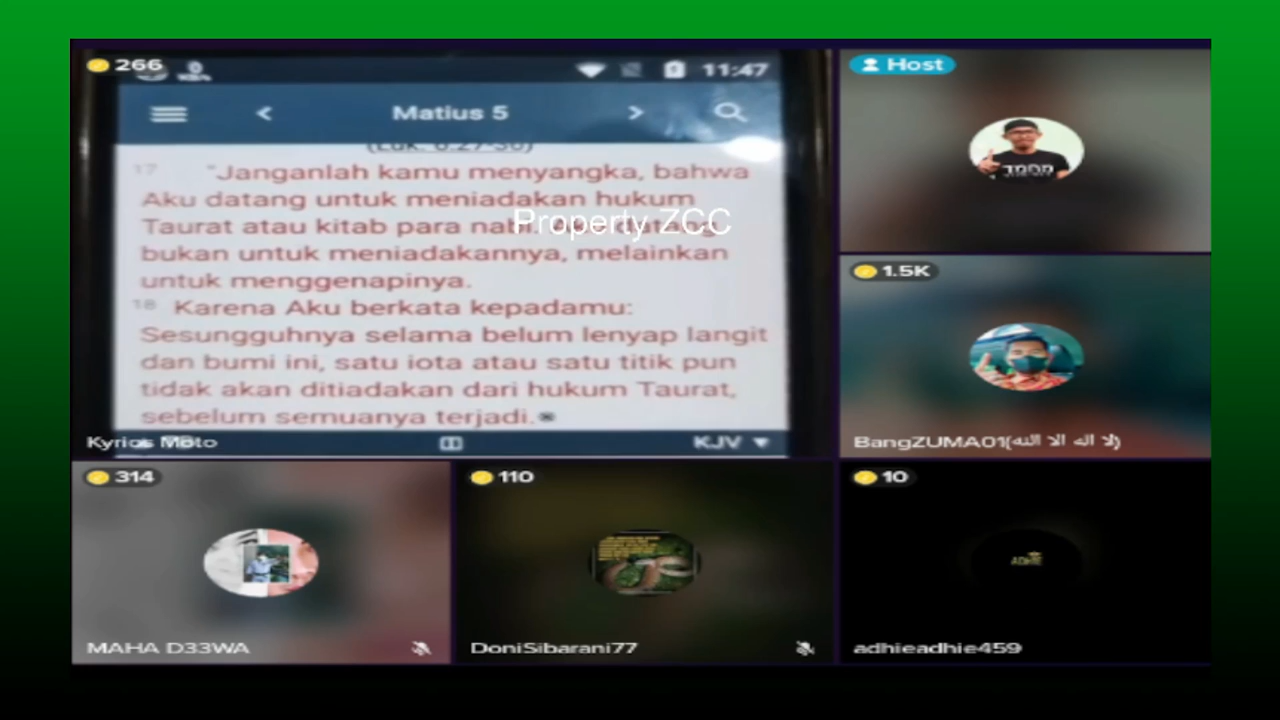 266
11:47
Matius 5
(Luk. 6:27-36)
17 "Janganlah kamu menyangka, bahwa
Aku datang untuk meniadakan hukum
Taurat atau kitab para nabi. Aku datang
Property ZCC
bukan untuk meniadakannya, melainkan
untuk menggenapinya.
18 Karena Aku berkata kepadamu:
Sesungguhnya selama belum lenyap langit
dan bumi ini, satu iota atau satu titik pun
tidak akan ditiadakan dari hukum Taurat,
sebelum semuanya terjadi.
Kyrios Moto
KJV
Host
1.5K
BangZUMA01(لا اله الا الله)
314
MAHA D33WA
110
DoniSibarani77
10
ADHIE
adhieadhie459